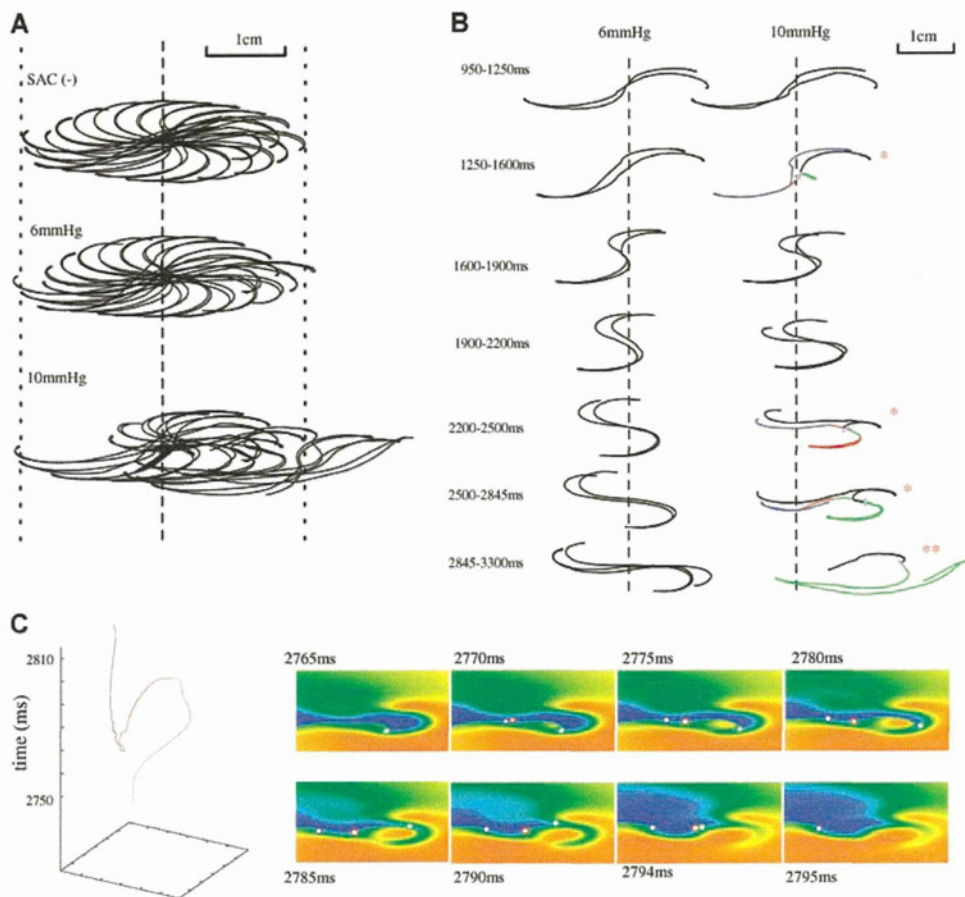 A
1cm
SAC (-)
6mmHg
10mmHg
B
6mmHg
10mmHg
1cm
950-1250ms
1250-1600ms
*
1600-1900ms
1900-2200ms
2200-2500ms
*
2500-2845ms
*
2845-3300ms
**
C
2810
time (ms)
2750
2765ms
2770ms
2775ms
2780ms
2785ms
2790ms
2794ms
2795ms